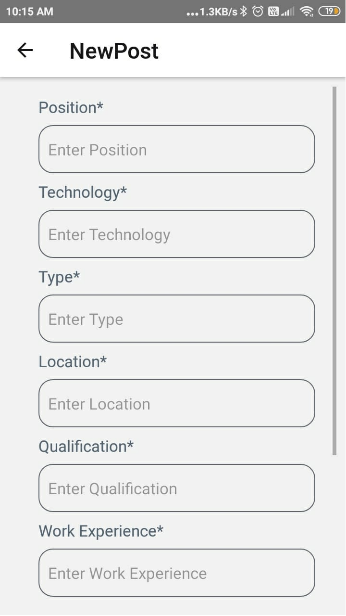 10:15 AM ...1.3KB/s 19
NewPost
Position*
Enter Position
Technology*
Enter Technology
Type*
Enter Type
Location*
Enter Location
Qualification*
Enter Qualification
Work Experience*
Enter Work Experience